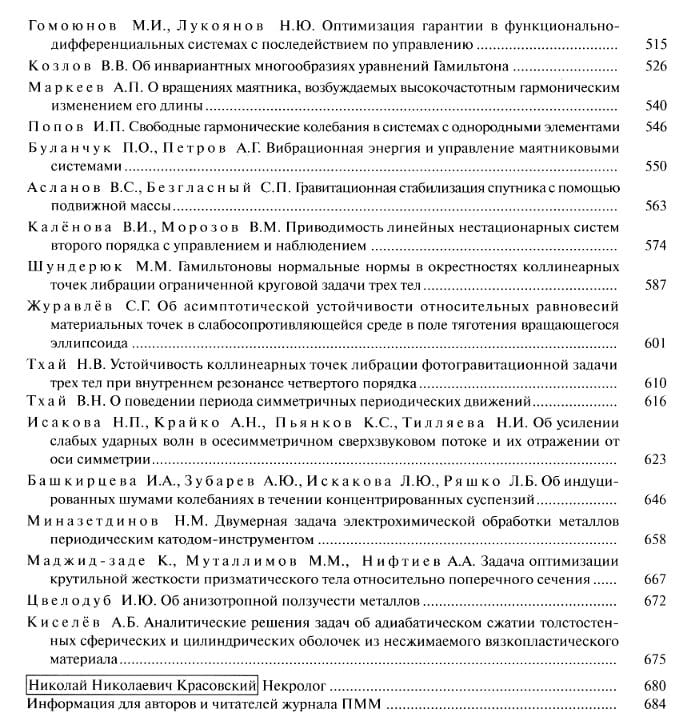 Гомоюнов М.И., Лукоянов Н.Ю. Оптимизация гарантии в функционально-
дифференциальных системах с последействием по управлению 515
Козлов В.В. Об инвариантных многообразиях уравнений Гамильтона 526
Маркеев А.П. О вращениях маятника, возбуждаемых высокочастотным гармоническим
изменением его длины 540
Попов И.П. Свободные гармонические колебания в системах с однородными элементами 546
Буланчук П.О., Петров А.Г. Вибрационная энергия и управление маятниковыми
системами 550
Асланов В.С., Безгласный С.П. Гравитационная стабилизация спутника с помощью
подвижной массы 563
Калёнова В.И., Морозов В.М. Приводимость линейных нестационарных систем
второго порядка с управлением и наблюдением 574
Шундерюк М.М. Гамильтоновы нормальные нормы в окрестностях коллинеарных
точек либрации ограниченной круговой задачи трех тел 587
Журавлёв С.Г. Об асимптотической устойчивости относительных равновесий
материальных точек в слабосопротивляющейся среде в поле тяготения вращающегося
эллипсоида 601
Тхай Н.В. Устойчивость коллинеарных точек либрации фотогравитационной задачи
трех тел при внутреннем резонансе четвертого порядка 610
Тхай В.Н. О поведении периода симметричных периодических движений 616
Исакова Н.П., Крайко А.Н., Пьянков К.С., Тилляева Н.И. Об усилении
слабых ударных волн в осесимметричном сверхзвуковом потоке и их отражении от
оси симметрии 623
Башкирцева И.А., Зубарев А.Ю., Искакова Л.Ю., Ряшко Л.Б. Об индуци-
рованных шумами колебаниях в течении концентрированных суспензий 646
Миназетдинов Н.М. Двумерная задача электрохимической обработки металлов
периодическим катодом-инструментом 658
Маджид-заде К., Муталлимов М.М., Нифтиев А.А. Задача оптимизации
крутильной жесткости призматического тела относительно поперечного сечения 667
Цвелодуб И.Ю. Об анизотропной ползучести металлов 672
Киселёв А.Б. Аналитические решения задач об адиабатическом сжатии толстостен-
ных сферических и цилиндрических оболочек из несжимаемого вязкопластического
материала 675
Николай Николаевич Красовский Некролог 680
Информация для авторов и читателей журнала ПММ 684